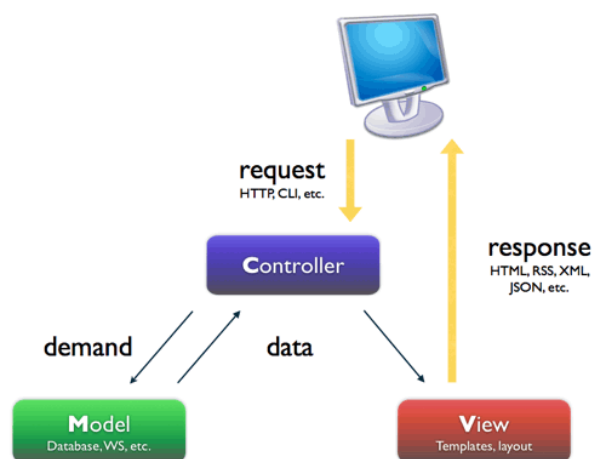 request
HTTP, CLI, etc.
Controller
response
HTML, RSS, XML,
JSON, etc.
demand
data
Model
Database, WS, etc.
View
Templates, layout